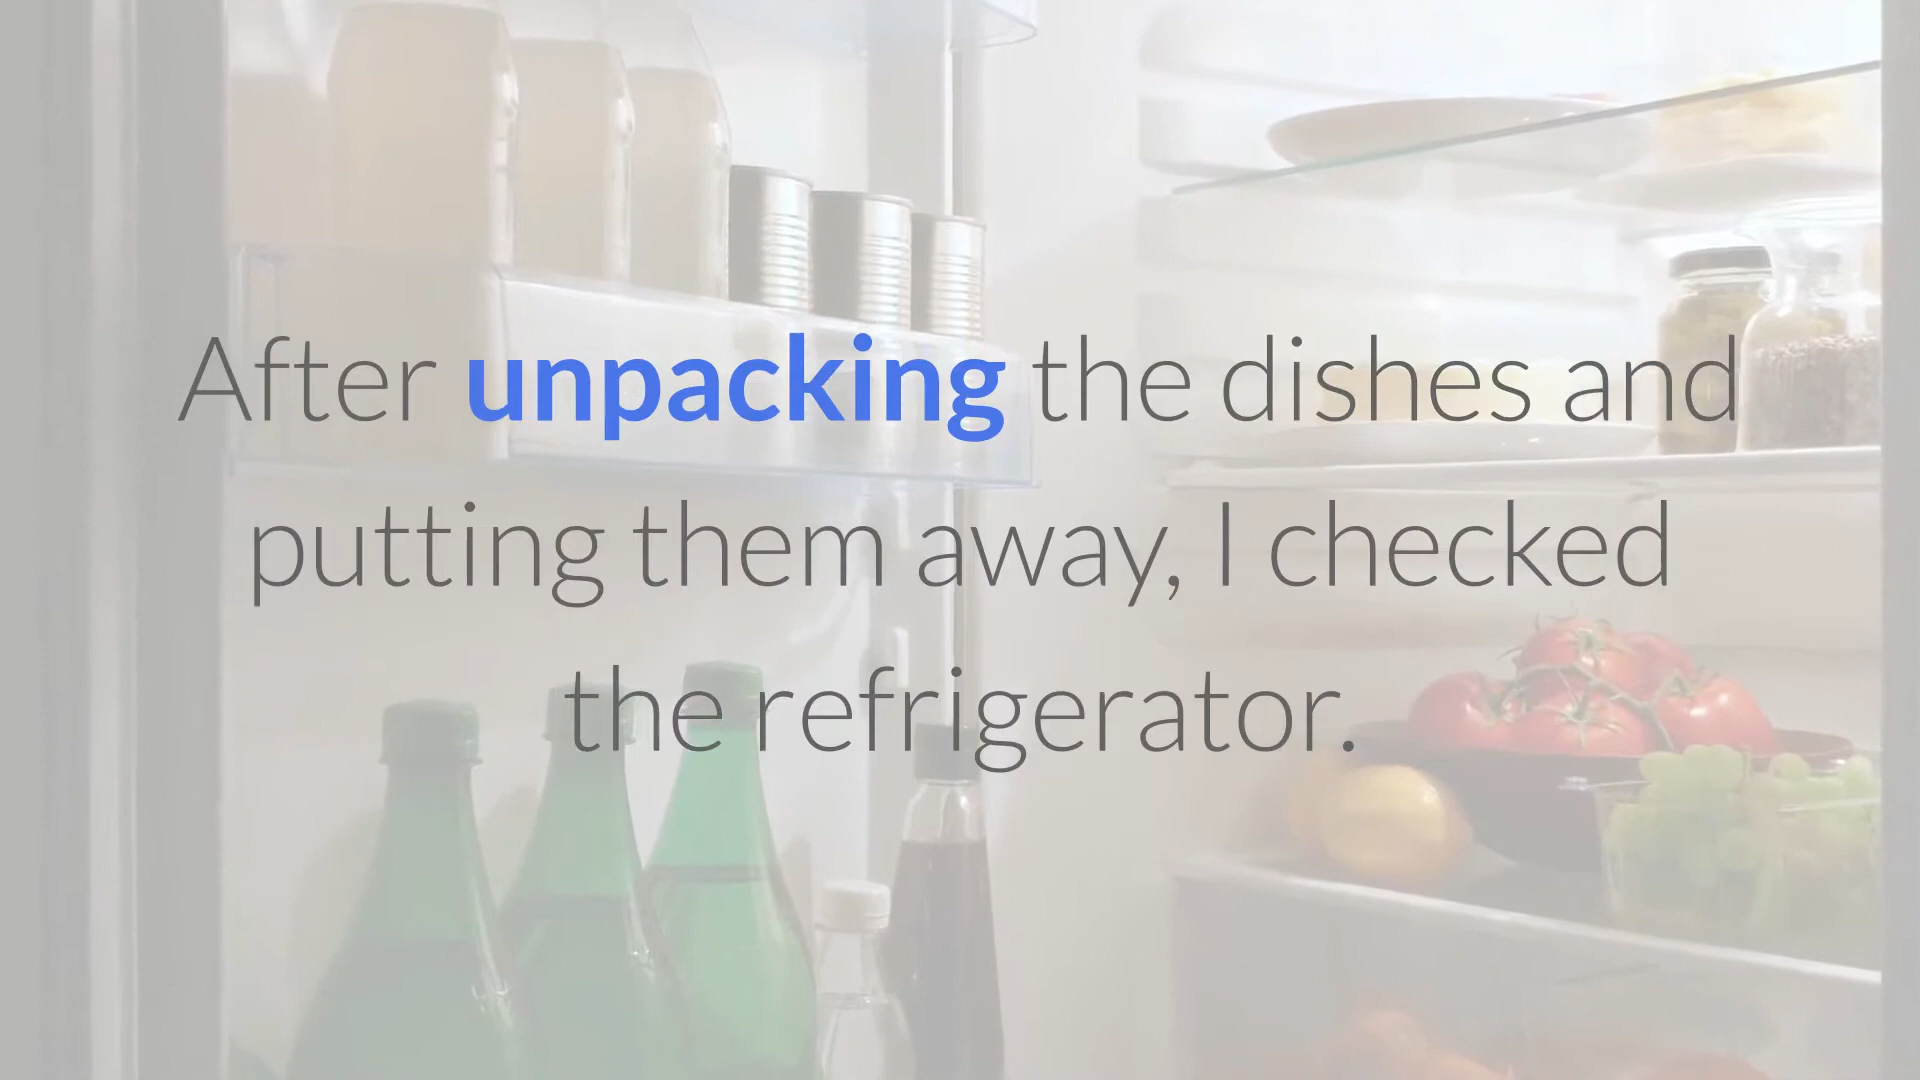 After unpacking the dishes and
putting them away, I checked
the refrigerator.